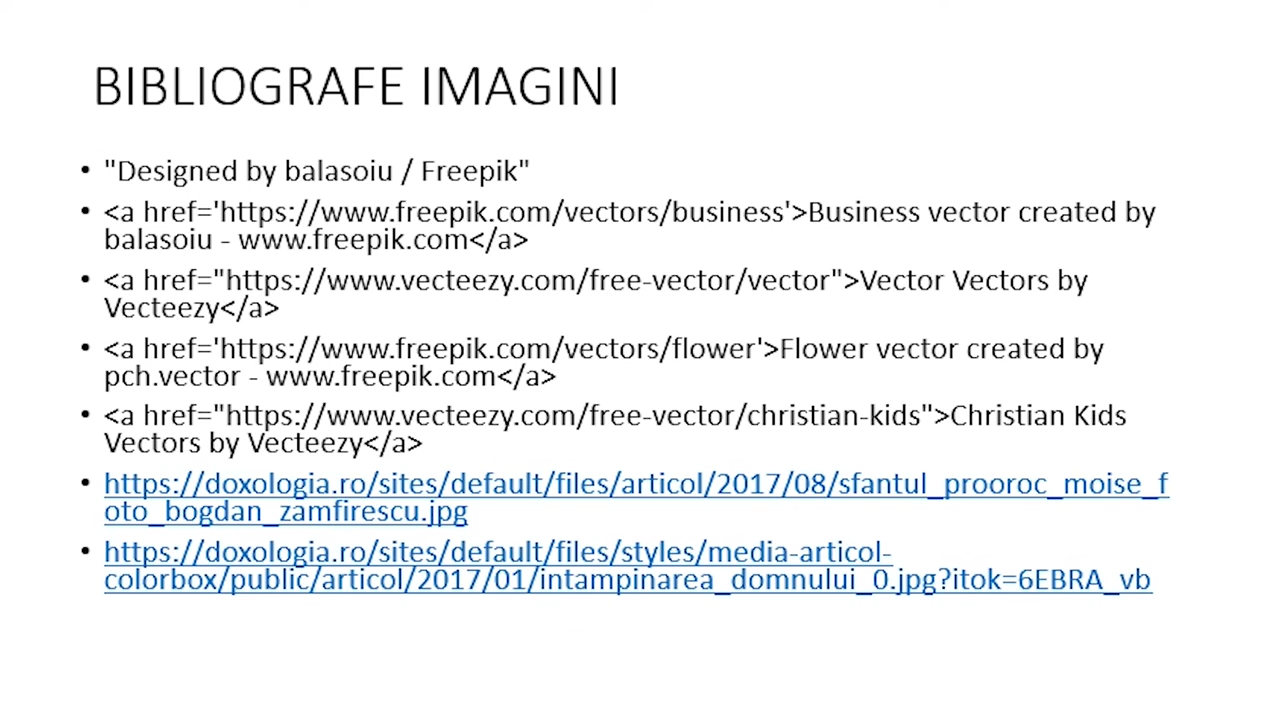 BIBLIOGRAFE IMAGINI
• "Designed by balasoiu / Freepik"
• <a href='https://www.freepik.com/vectors/business'>Business vector created by
balasoiu - www.freepik.com</a>
• <a href="https://www.vecteezy.com/free-vector/vector">Vector Vectors by
Vecteezy</a>
• <a href='https://www.freepik.com/vectors/flower'>Flower vector created by
pch.vector - www.freepik.com</a>
• <a href="https://www.vecteezy.com/free-vector/christian-kids">Christian Kids
Vectors by Vecteezy</a>
• https://doxologia.ro/sites/default/files/articol/2017/08/sfantul_prooroc_moise_f
oto_bogdan_zamfirescu.jpg
• https://doxologia.ro/sites/default/files/styles/media-articol-
colorbox/public/articol/2017/01/intampinarea_domnului_0.jpg?itok=6EBRA_vb